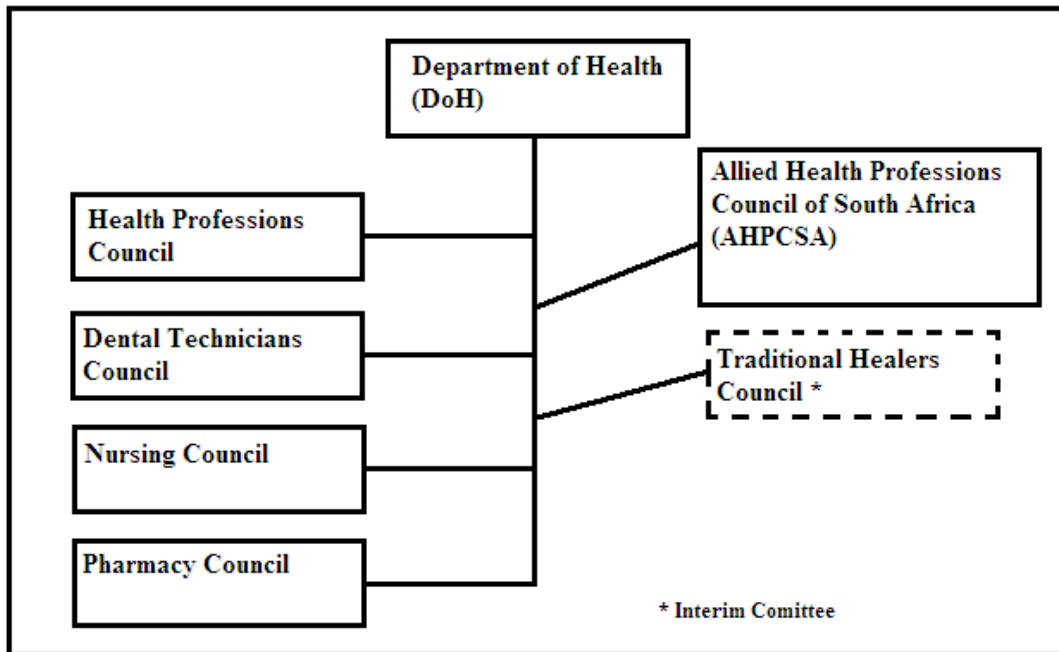 Department of Health
(DoH)
Allied Health Professions
Council of South Africa
(AHPCSA)
Health Professions
Council
Dental Technicians
Council
Traditional Healers
Council *
Nursing Council
Pharmacy Council
* Interim Comittee